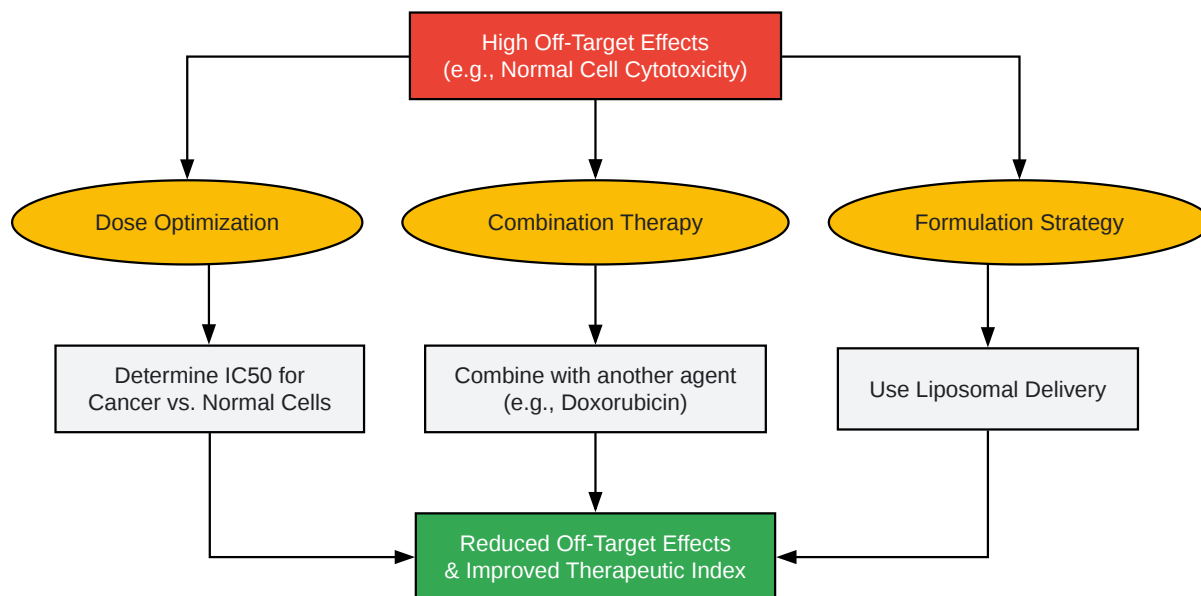 High Off-Target Effects
(e.g., Normal Cell Cytotoxicity)
Dose Optimization
Combination Therapy
Formulation Strategy
Determine IC50 for
Cancer vs. Normal Cells
Combine with another agent
(e.g., Doxorubicin)
Use Liposomal Delivery
Reduced Off-Target Effects
& Improved Therapeutic Index